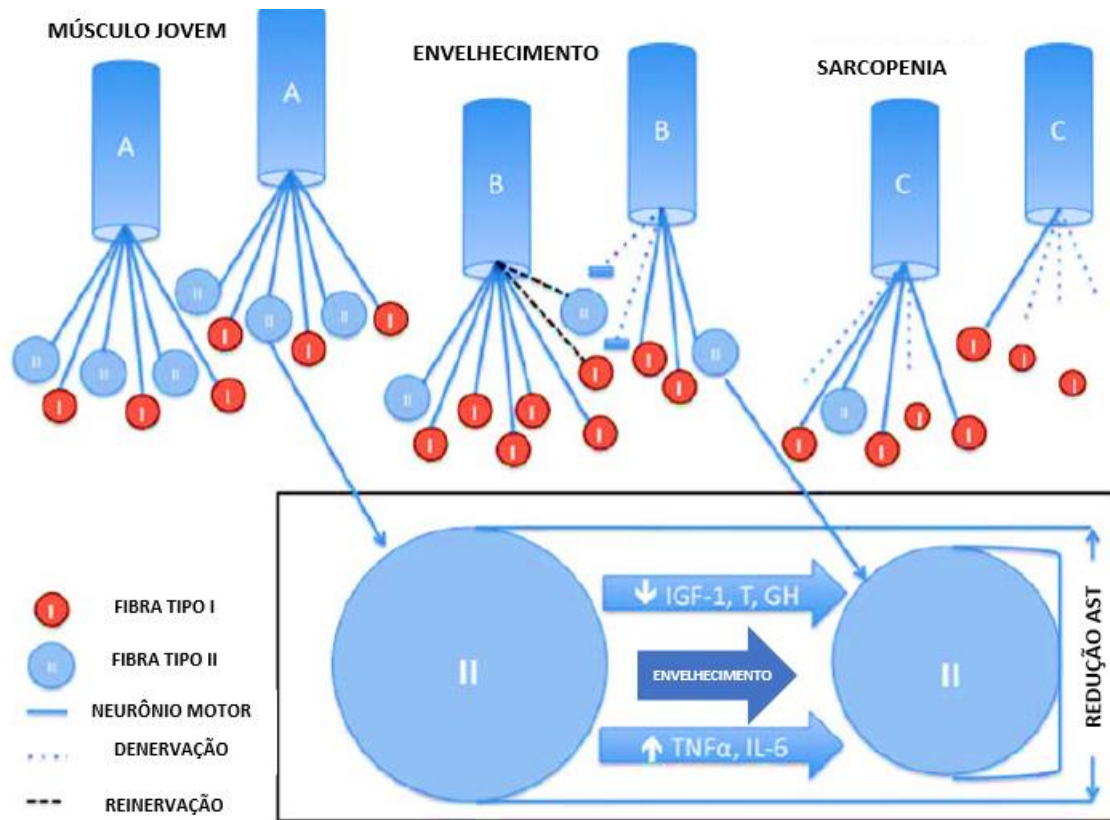 MÚSCULO JOVEM
ENVELHECIMENTO
SARCOPENIA
A
A
B
B
C
C
II
II
II
I
I
I
II
II
II
I
I
I
II
II
I
I
I
I
I
I
I
I
II
II
I
I
I
I
I
I
I
REDUÇÃO AST
IGF-1, T, GH
II
ENVELHECIMENTO
II
TNFα, IL-6
I FIBRA TIPO I
II FIBRA TIPO II
NEURÔNIO MOTOR
DENERVAÇÃO
REINERVAÇÃO